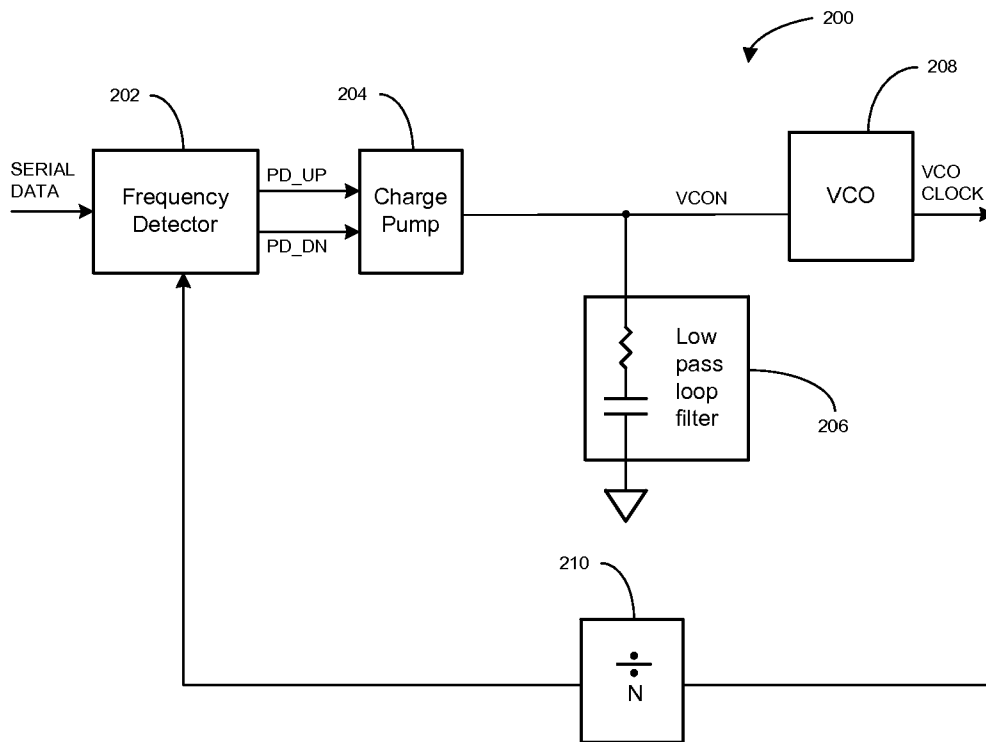 200
202
204
208
SERIAL
DATA
Frequency
Detector
PD_UP
PD_DN
Charge
Pump
VCON
VCO
VCO
CLOCK
Low
pass
loop
filter
206
210
÷
N